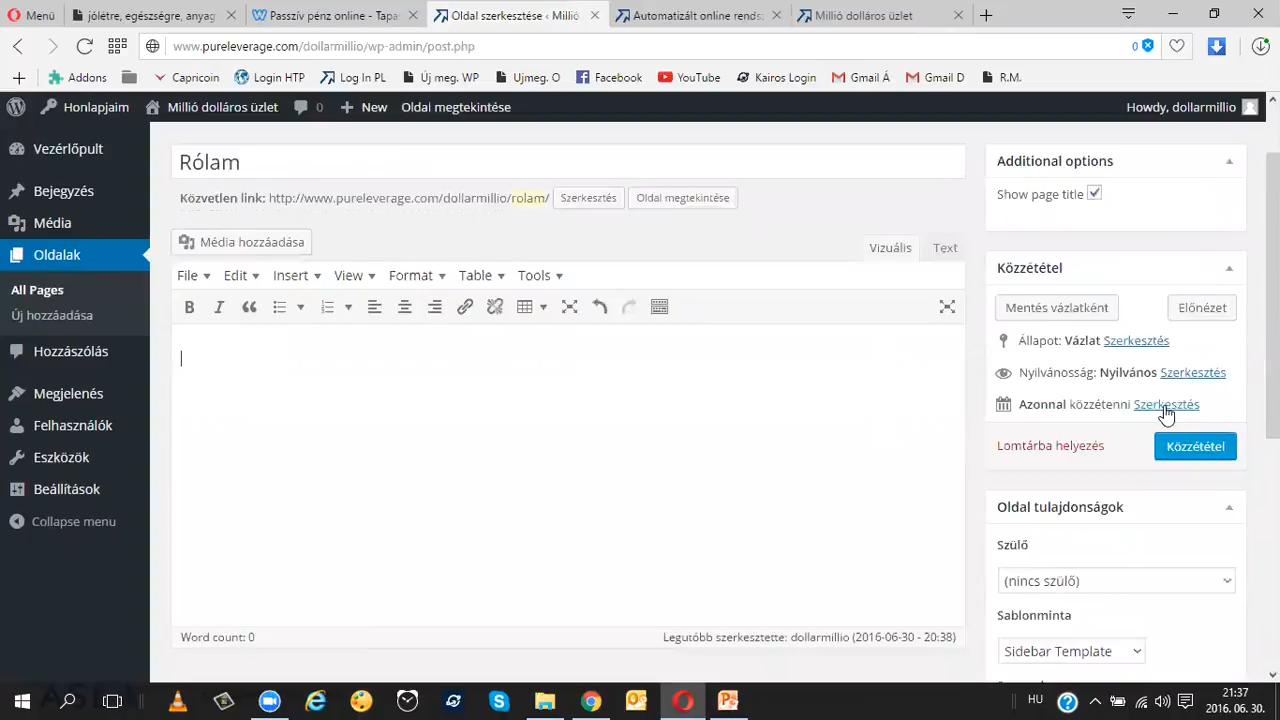 Menü
jólétre, egészségre, anyag
Passzív pénz online - Tapas
Oldal szerkesztése ‹ Millió
Automatizált online rends
Millió dolláros üzlet
www.pureleverage.com/dollarmillio/wp-admin/post.php
0
Addons
Capricoin
Login HTP
Log In PL
Új meg. WP
Ujmeg. O
Facebook
YouTube
Kairos Login
Gmail Á
Gmail D
R.M.
Honlapjaim
Millió dolláros üzlet
0
New
Oldal megtekintése
Howdy, dollarmillio
Vezérlőpult
Bejegyzés
Média
Oldalak
All Pages
Új hozzáadása
Hozzászólás
Megjelenés
Felhasználók
Eszközök
Beállítások
Collapse menu
Rólam
Közvetlen link: http://www.pureleverage.com/dollarmillio/rolam/ Szerkesztés Oldal megtekintése
Média hozzáadása
Vizuális Text
File Edit Insert View Format Table Tools
B I
Word count: 0
Legutóbb szerkesztette: dollarmillio (2016-06-30 - 20:38)
Additional options
Show page title
Közzététel
Mentés vázlatként Előnézet
Állapot: Vázlat Szerkesztés
Nyilvánosság: Nyilvános Szerkesztés
Azonnal közzétenni Szerkesztés
Lomtárba helyezés Közzététel
Oldal tulajdonságok
Szülő
(nincs szülő)
Sablonminta
Sidebar Template
HU
21:37
2016. 06. 30.